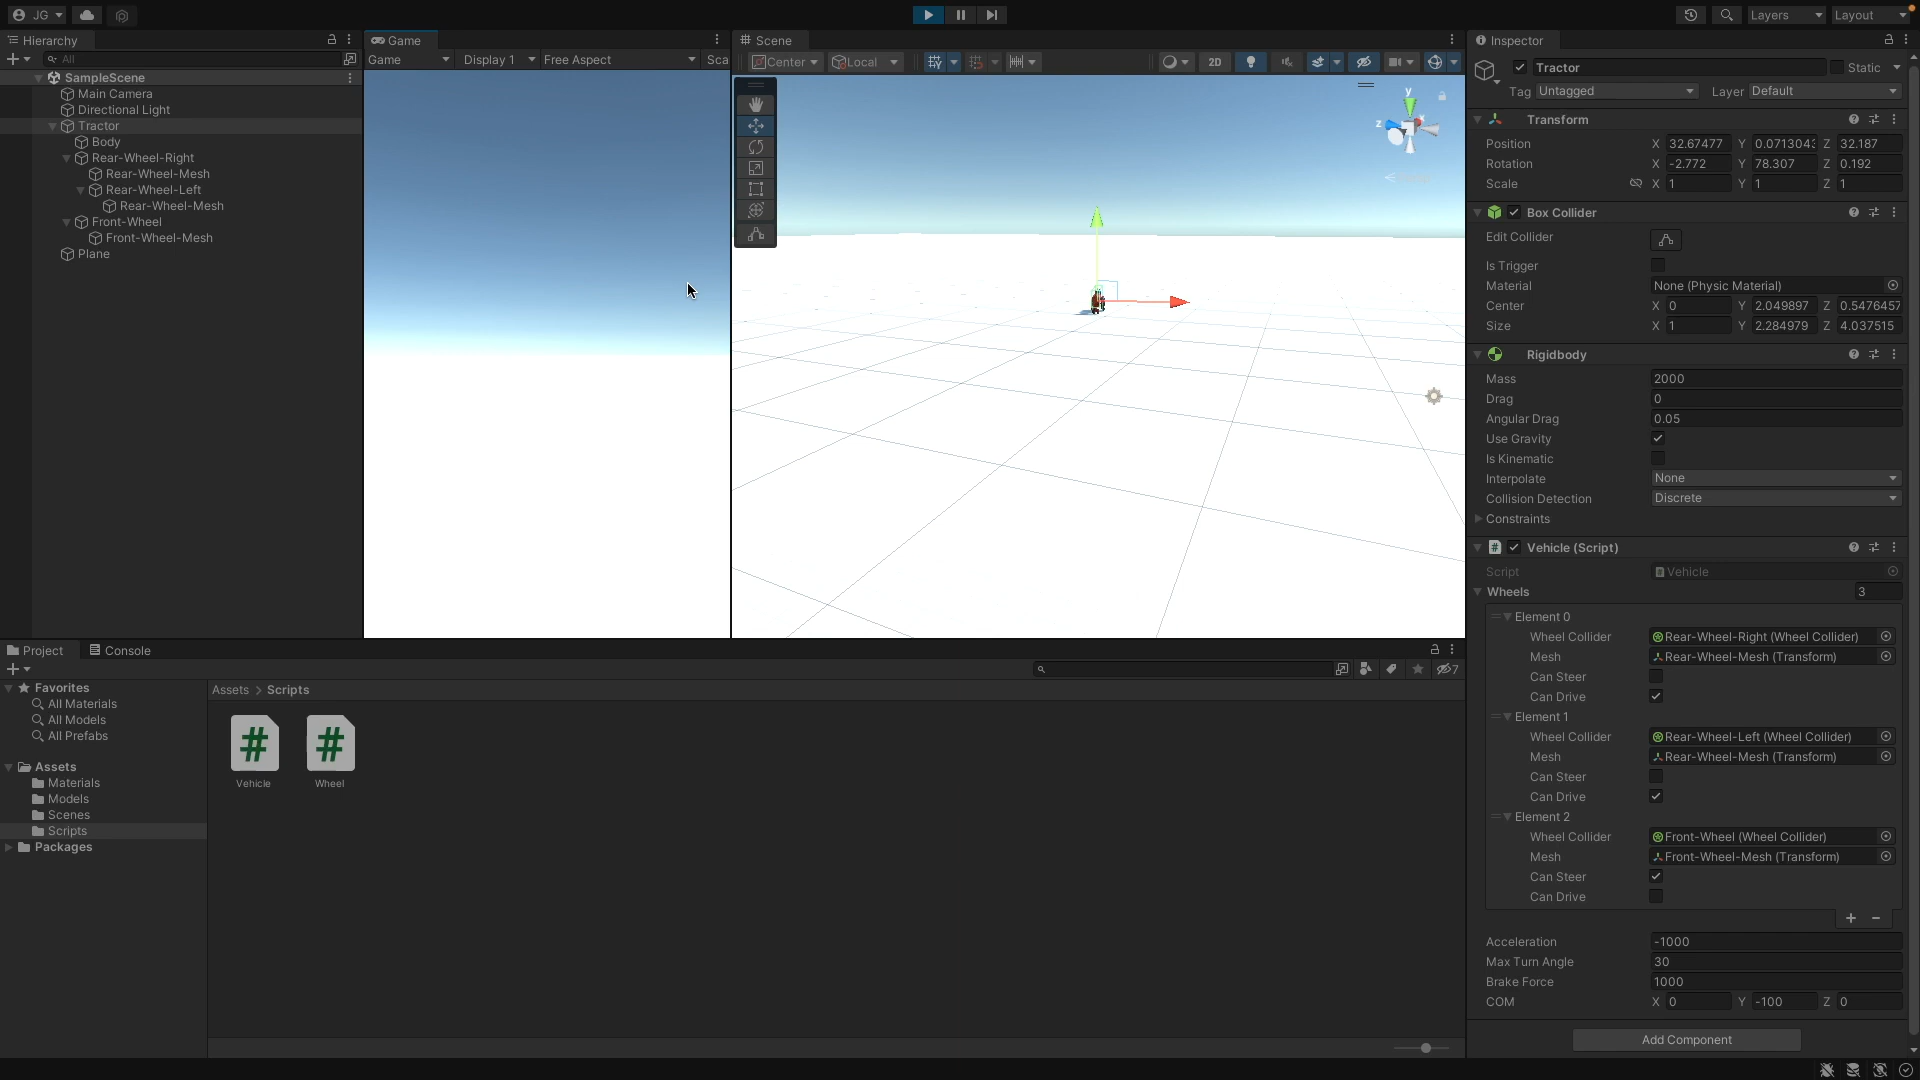 JG
Layers
Layout
Hierarchy
All
SampleScene
Main Camera
Directional Light
Tractor
Body
Rear-Wheel-Right
Rear-Wheel-Mesh
Rear-Wheel-Left
Rear-Wheel-Mesh
Front-Wheel
Front-Wheel-Mesh
Plane
Game
Game Display 1 Free Aspect Sca
Scene
Center Local 2D
y
z x
Inspector
Tractor Static
Tag Untagged Layer Default
Transform
Position X 32.67477 Y 0.0713043 Z 32.187
Rotation X -2.772 Y 78.307 Z 0.192
Scale X 1 Y 1 Z 1
Box Collider
Edit Collider
Is Trigger
Material None (Physic Material)
Center X 0 Y 2.049897 Z 0.5476457
Size X 1 Y 2.284979 Z 4.037515
Rigidbody
Mass 2000
Drag 0
Angular Drag 0.05
Use Gravity
Is Kinematic
Interpolate None
Collision Detection Discrete
Constraints
# Vehicle (Script)
Script Vehicle
Wheels 3
Element 0
Wheel Collider Rear-Wheel-Right (Wheel Collider)
Mesh Rear-Wheel-Mesh (Transform)
Can Steer
Can Drive
Element 1
Wheel Collider Rear-Wheel-Left (Wheel Collider)
Mesh Rear-Wheel-Mesh (Transform)
Can Steer
Can Drive
Element 2
Wheel Collider Front-Wheel (Wheel Collider)
Mesh Front-Wheel-Mesh (Transform)
Can Steer
Can Drive
Acceleration -1000
Max Turn Angle 30
Brake Force 1000
COM X 0 Y -100 Z 0
Add Component
Project Console
7
Favorites
All Materials
All Models
All Prefabs
Assets
Materials
Models
Scenes
Scripts
Packages
Assets > Scripts
# #
Vehicle Wheel